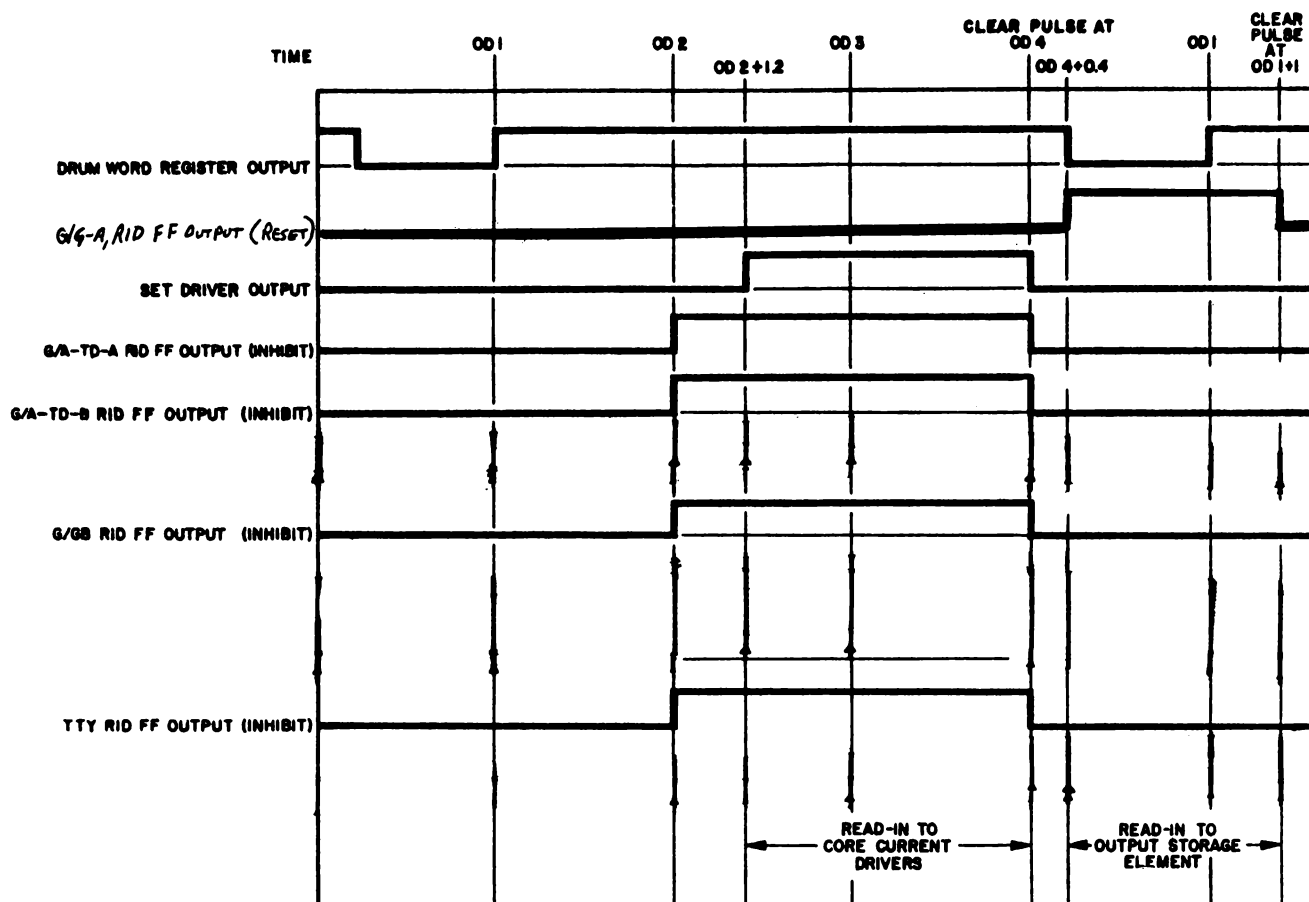 TIME
OD 1
OD 2
OD 2+1.2
OD 3
CLEAR PULSE AT
OD 4
OD 4+0.4
OD 1
CLEAR
PULSE
AT
OD 1+1
DRUM WORD REGISTER OUTPUT
G/G-A, RID FF OUTPUT (RESET)
SET DRIVER OUTPUT
G/A-TD-A RID FF OUTPUT (INHIBIT)
G/A-TD-B RID FF OUTPUT (INHIBIT)
G/GB RID FF OUTPUT (INHIBIT)
TTY RID FF OUTPUT (INHIBIT)
READ-IN TO
CORE CURRENT
DRIVERS
READ-IN TO
OUTPUT STORAGE
ELEMENT